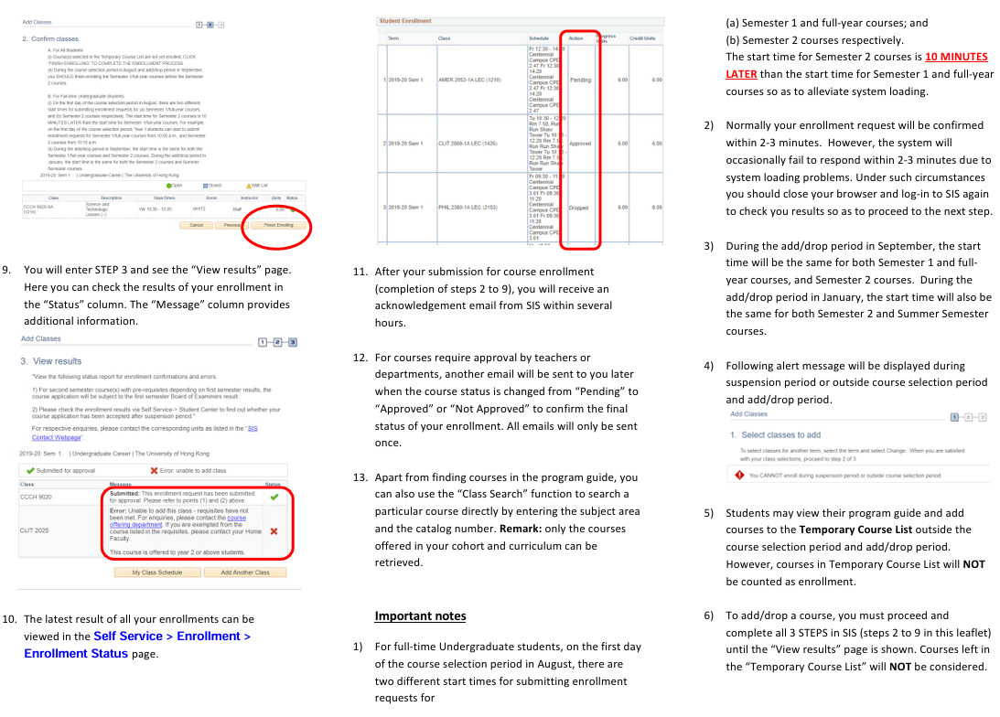 Add Classes
1 2 3
2. Confirm classes
A. For All Students
(i) Course(s) selected in the Temporary Course List are not yet enrolled. CLICK
"FINISH ENROLLING" TO COMPLETE THE ENROLLMENT PROCESS
(ii) During the course selection period in August and add/drop period in September,
you SHOULD finish enrolling the Semester 1/full-year courses before the Semester
2 courses.
B. For Full-time Undergraduate Students
(i) On the first day of the course selection period in August, there are two different
start times for submitting enrollment requests for (a) Semester 1/full-year courses;
and (b) Semester 2 courses respectively. The start time for Semester 2 courses is 10
MINUTES LATER than the start time for Semester 1/full-year courses. For example,
on the first day of the course selection period, Year 1 students can start to submit
enrollment requests for Semester 1/full-year courses from 10:00 a.m., and Semester
2 courses from 10:10 a.m.
(ii) During the add/drop period in September, the start time is the same for both the
Semester 1/full-year courses and Semester 2 courses. During the add/drop period in
January, the start time is the same for both the Semester 2 courses and Summer
Semester courses.
2019-20 Sem 1 | Undergraduate Career | The University of Hong Kong
Open Closed Wait List
Class Description Days/Times Room Instructor Units Status
CCCH 9020-9A (1214) Science and Technology: Lesson We 10:30 - 12:20 MWT2 Staff 6.00
Cancel Previous Finish Enrolling
9. You will enter STEP 3 and see the “View results” page.
Here you can check the results of your enrollment in
the “Status” column. The “Message” column provides
additional information.
Add Classes
1 2 3
3. View results
"View the following status report for enrollment confirmations and errors:
1) For second semester course(s) with pre-requisites depending on first semester results, the
course application will be subject to the first semester Board of Examiners result.
2) Please check the enrollment results via Self Service-> Student Center to find out whether your
course application has been accepted after suspension period."
For respective enquiries, please contact the corresponding units as listed in the "SIS
Contact Webpage".
2019-20 Sem 1 | Undergraduate Career | The University of Hong Kong
Submitted for approval Error: unable to add class
Class Message Status
CCCH 9020 Submitted: This enrollment request has been submitted
for approval. Please refer to points (1) and (2) above.
CLIT 2025 Error: Unable to add this class - requisites have not
been met. For enquiries, please contact the course
offering department. If you are exempted from the
course listed in the requisites, please contact your Home
Faculty.
This course is offered to year 2 or above students.
My Class Schedule Add Another Class
10. The latest result of all your enrollments can be
viewed in the Self Service > Enrollment >
Enrollment Status page.
Student Enrollment
Term Class Schedule Action Progress Units Credit Units
1 2019-20 Sem 1 AMER 2053-1A LEC (1210) Fr 12:30 - 14:20 Centennial Campus CPD 2.47 Fr 12:30 14:20 Centennial Campus CPD 2.47 Pending 6.00 6.00
2 2019-20 Sem 1 CLIT 2069-1A LEC (1426) Tu 10:30 - 12:20 Rm 7.58, Run Run Shaw Tower Tu 10:30 - 12:20 Rm 7.58, Run Run Shaw Tower Approved 6.00 6.00
3 2019-20 Sem 1 PHIL 2380-1A LEC (2153) Fr 09:30 - 11:20 Centennial Campus CPD 3.01 Fr 09:30 - 11:20 Centennial Campus CPD 3.01 Dropped 6.00 6.00
11. After your submission for course enrollment
(completion of steps 2 to 9), you will receive an
acknowledgement email from SIS within several
hours.
12. For courses require approval by teachers or
departments, another email will be sent to you later
when the course status is changed from “Pending” to
“Approved” or “Not Approved” to confirm the final
status of your enrollment. All emails will only be sent
once.
13. Apart from finding courses in the program guide, you
can also use the “Class Search” function to search a
particular course directly by entering the subject area
and the catalog number. Remark: only the courses
offered in your cohort and curriculum can be
retrieved.
Important notes
1) For full-time Undergraduate students, on the first day
of the course selection period in August, there are
two different start times for submitting enrollment
requests for
(a) Semester 1 and full-year courses; and
(b) Semester 2 courses respectively.
The start time for Semester 2 courses is 10 MINUTES
LATER than the start time for Semester 1 and full-year
courses so as to alleviate system loading.
2) Normally your enrollment request will be confirmed
within 2-3 minutes. However, the system will
occasionally fail to respond within 2-3 minutes due to
system loading problems. Under such circumstances
you should close your browser and log-in to SIS again
to check you results so as to proceed to the next step.
3) During the add/drop period in September, the start
time will be the same for both Semester 1 and full-
year courses, and Semester 2 courses. During the
add/drop period in January, the start time will also be
the same for both Semester 2 and Summer Semester
courses.
4) Following alert message will be displayed during
suspension period or outside course selection period
and add/drop period.
Add Classes
1 2 3
1. Select classes to add
To select classes for another term, select the term and select Change. When you are satisfied
with your class selections, proceed to step 2 of 3.
You CANNOT enroll during suspension period or outside course selection period.
5) Students may view their program guide and add
courses to the Temporary Course List outside the
course selection period and add/drop period.
However, courses in Temporary Course List will NOT
be counted as enrollment.
6) To add/drop a course, you must proceed and
complete all 3 STEPS in SIS (steps 2 to 9 in this leaflet)
until the “View results” page is shown. Courses left in
the “Temporary Course List” will NOT be considered.